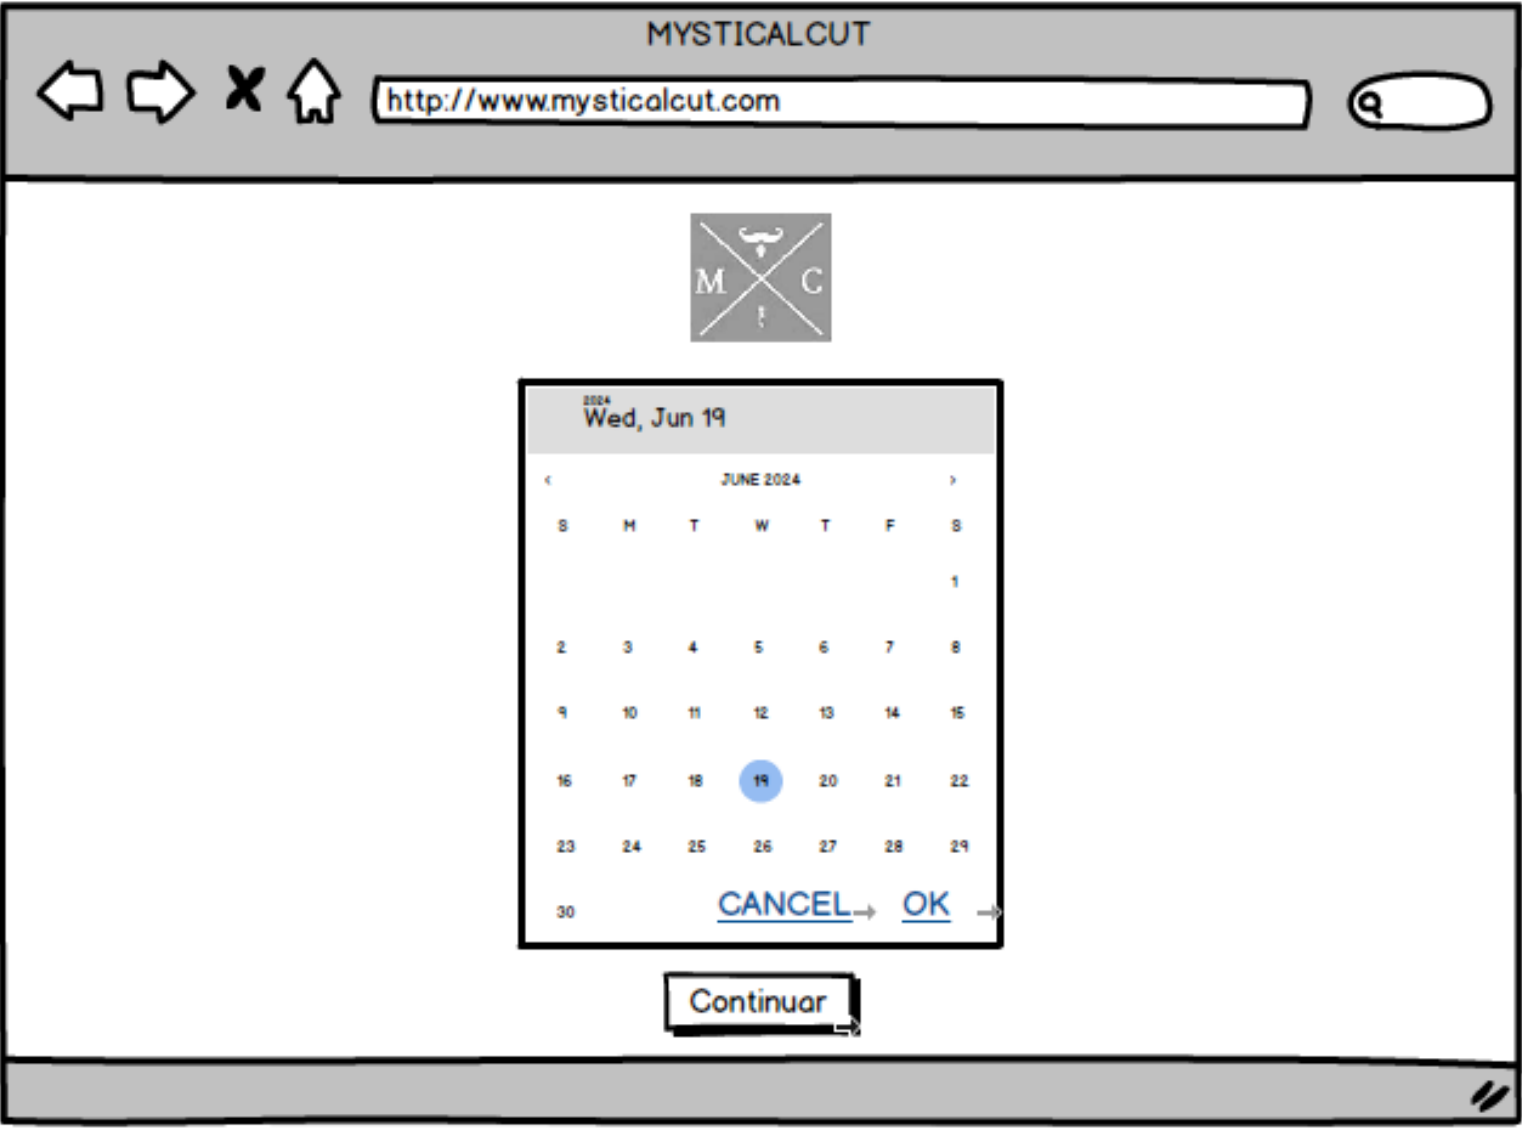 MYSTICALCUT
http://www.mysticalcut.com
M C
2024
Wed, Jun 19
< JUNE 2024 >
S M T W T F S
1
2 3 4 5 6 7 8
9 10 11 12 13 14 15
16 17 18 19 20 21 22
23 24 25 26 27 28 29
30 CANCEL OK
Continuar